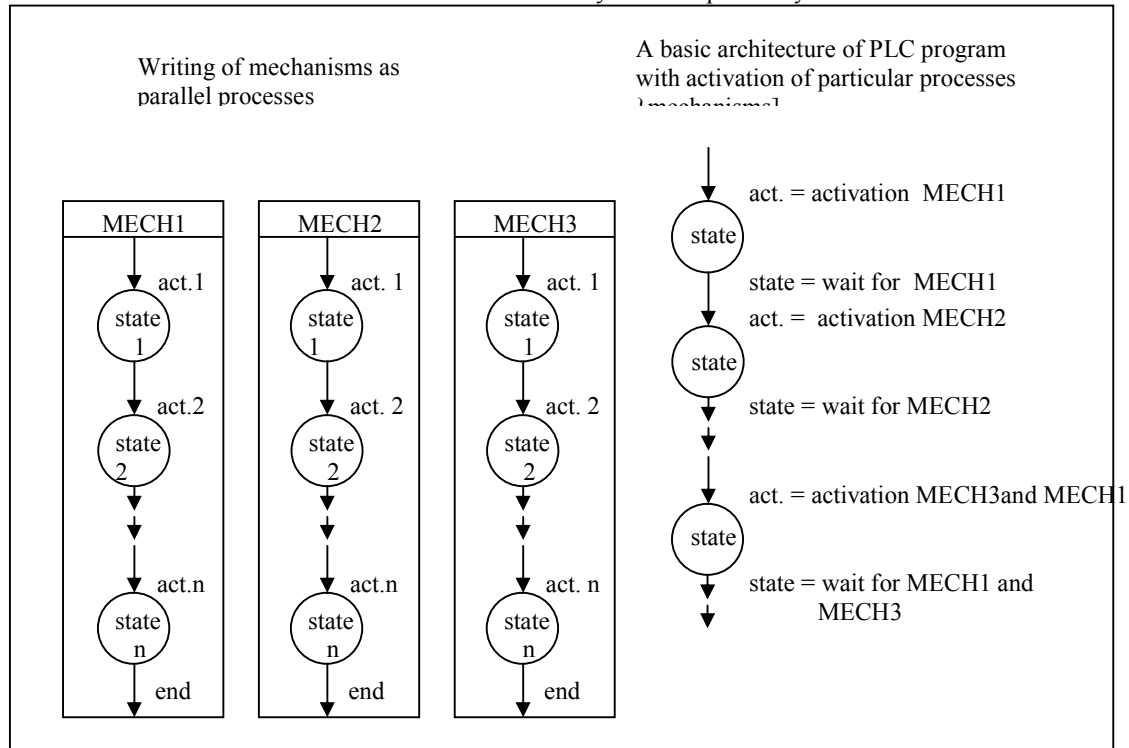 Writing of mechanisms as
parallel processes
A basic architecture of PLC program
with activation of particular processes
mechanisms]
MECH1
act.1
state
1
act.2
state
2
act.n
state
n
end
MECH2
act. 1
state
1
act. 2
state
2
act.n
state
n
end
MECH3
act. 1
state
1
act. 2
state
2
act. n
state
n
end
act. = activation MECH1
state
state = wait for MECH1
act. = activation MECH2
state
state = wait for MECH2
act. = activation MECH3and MECH1
state
state = wait for MECH1 and
MECH3